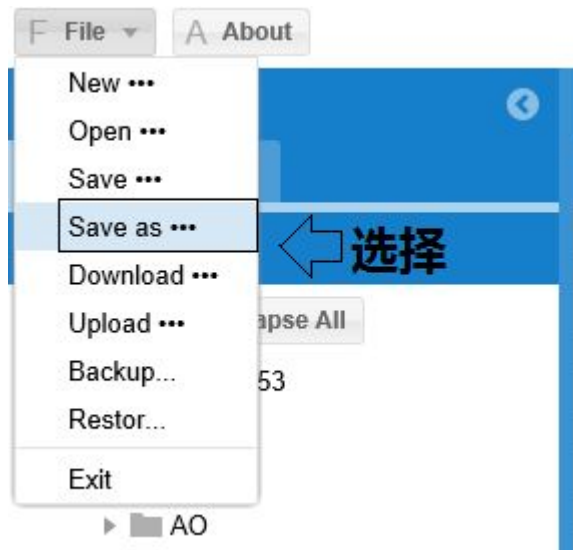 F File A About
New •••
Open •••
Save •••
Save as •••
选择
Download •••
Upload •••
apse All
Backup...
53
Restor...
Exit
AO